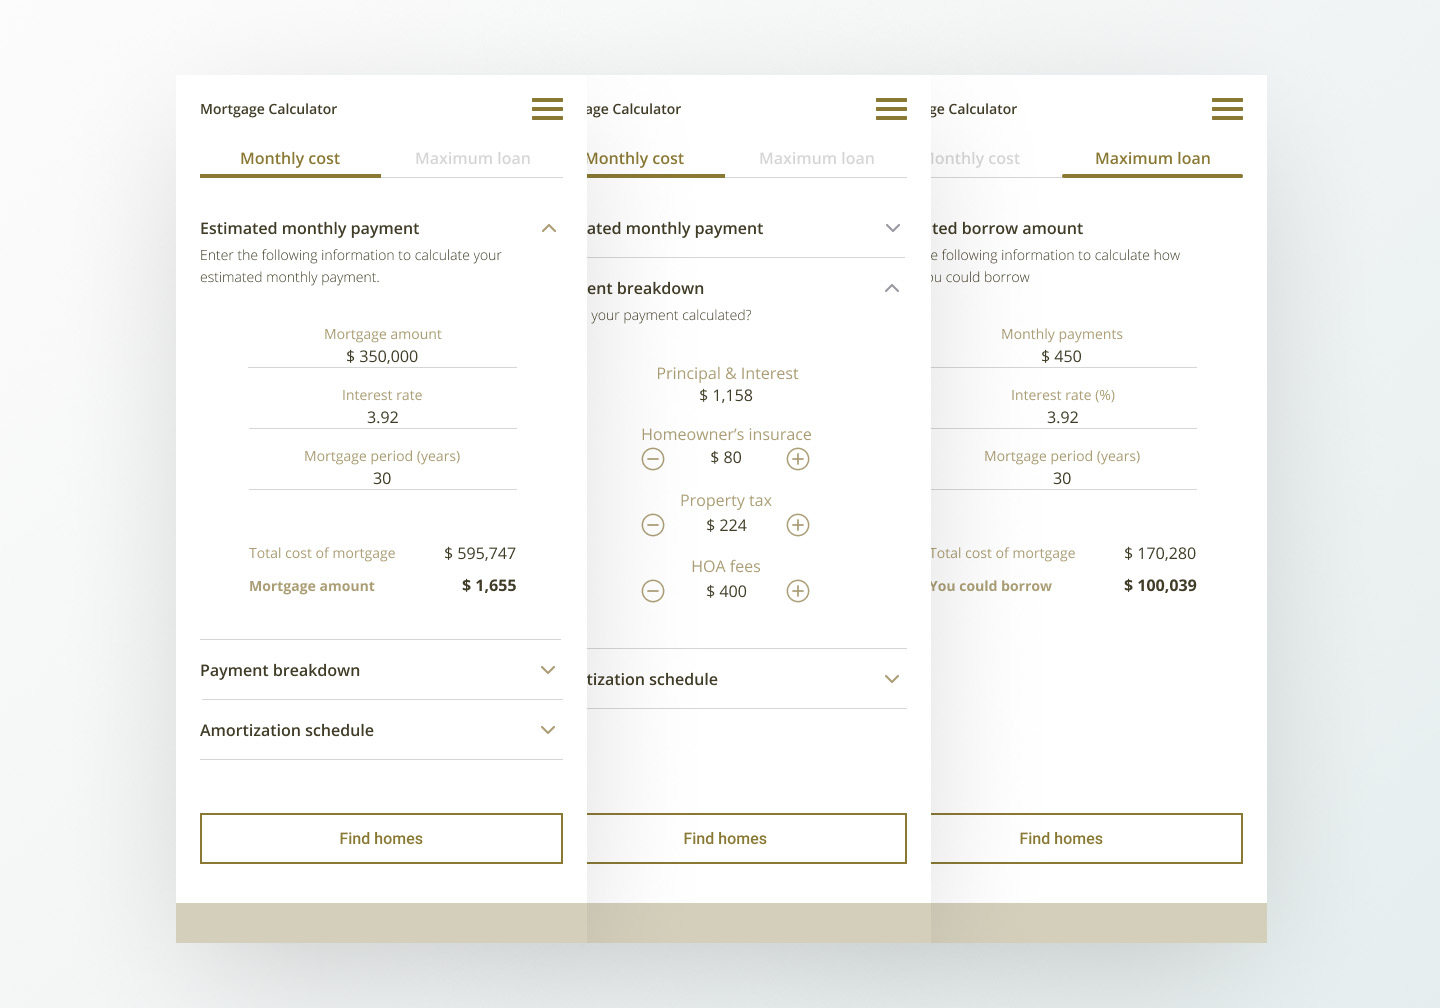 Mortgage Calculator
Monthly cost Maximum loan
Estimated monthly payment
Enter the following information to calculate your
estimated monthly payment.
Mortgage amount
$ 350,000
Interest rate
3.92
Mortgage period (years)
30
Total cost of mortgage $ 595,747
Mortgage amount $ 1,655
Payment breakdown
Amortization schedule
Find homes
age Calculator
Monthly cost Maximum loan
ated monthly payment
ent breakdown
your payment calculated?
Principal & Interest
$ 1,158
Homeowner’s insurace
$ 80
Property tax
$ 224
HOA fees
$ 400
tization schedule
Find homes
ge Calculator
onthly cost Maximum loan
ted borrow amount
e following information to calculate how
ou could borrow
Monthly payments
$ 450
Interest rate (%)
3.92
Mortgage period (years)
30
Total cost of mortgage $ 170,280
You could borrow $ 100,039
Find homes